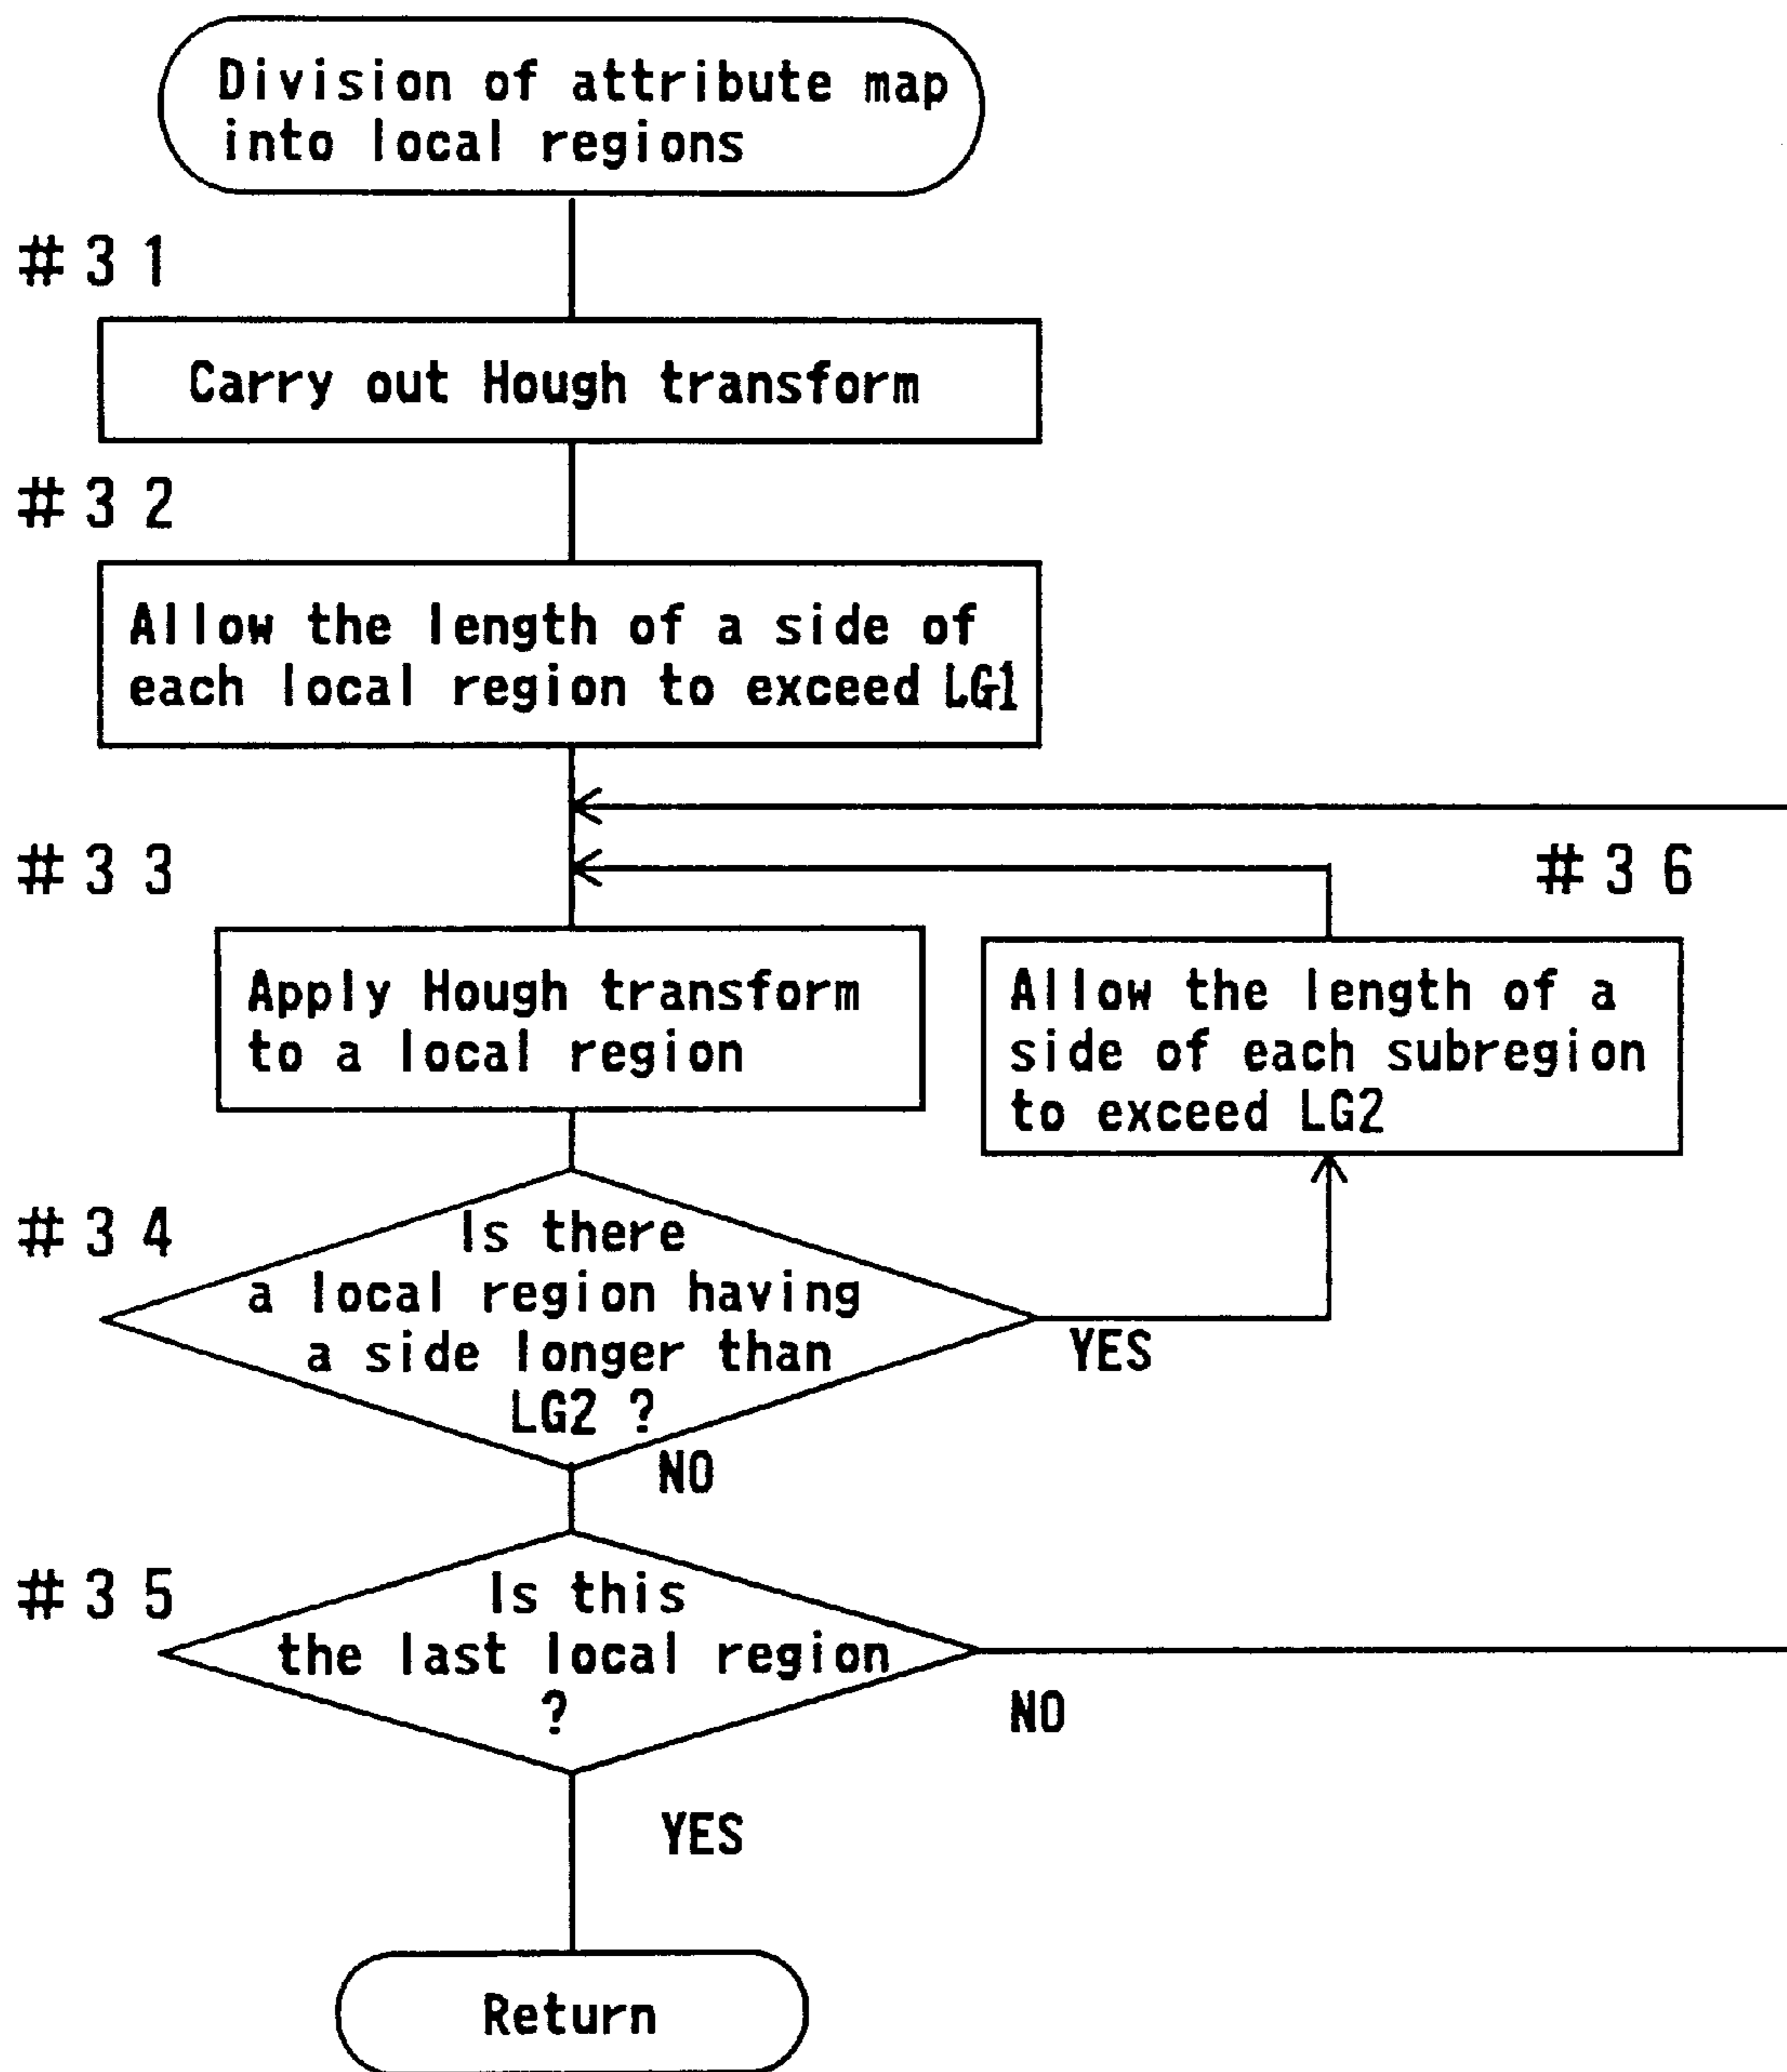 Division of attribute map
into local regions
#31
Carry out Hough transform
#32
Allow the length of a side of
each local region to exceed LG1
#33
#36
Apply Hough transform
to a local region
Allow the length of a
side of each subregion
to exceed LG2
#34
Is there
a local region having
a side longer than
LG2 ?
YES
NO
#35
Is this
the last local region
?
NO
YES
Return